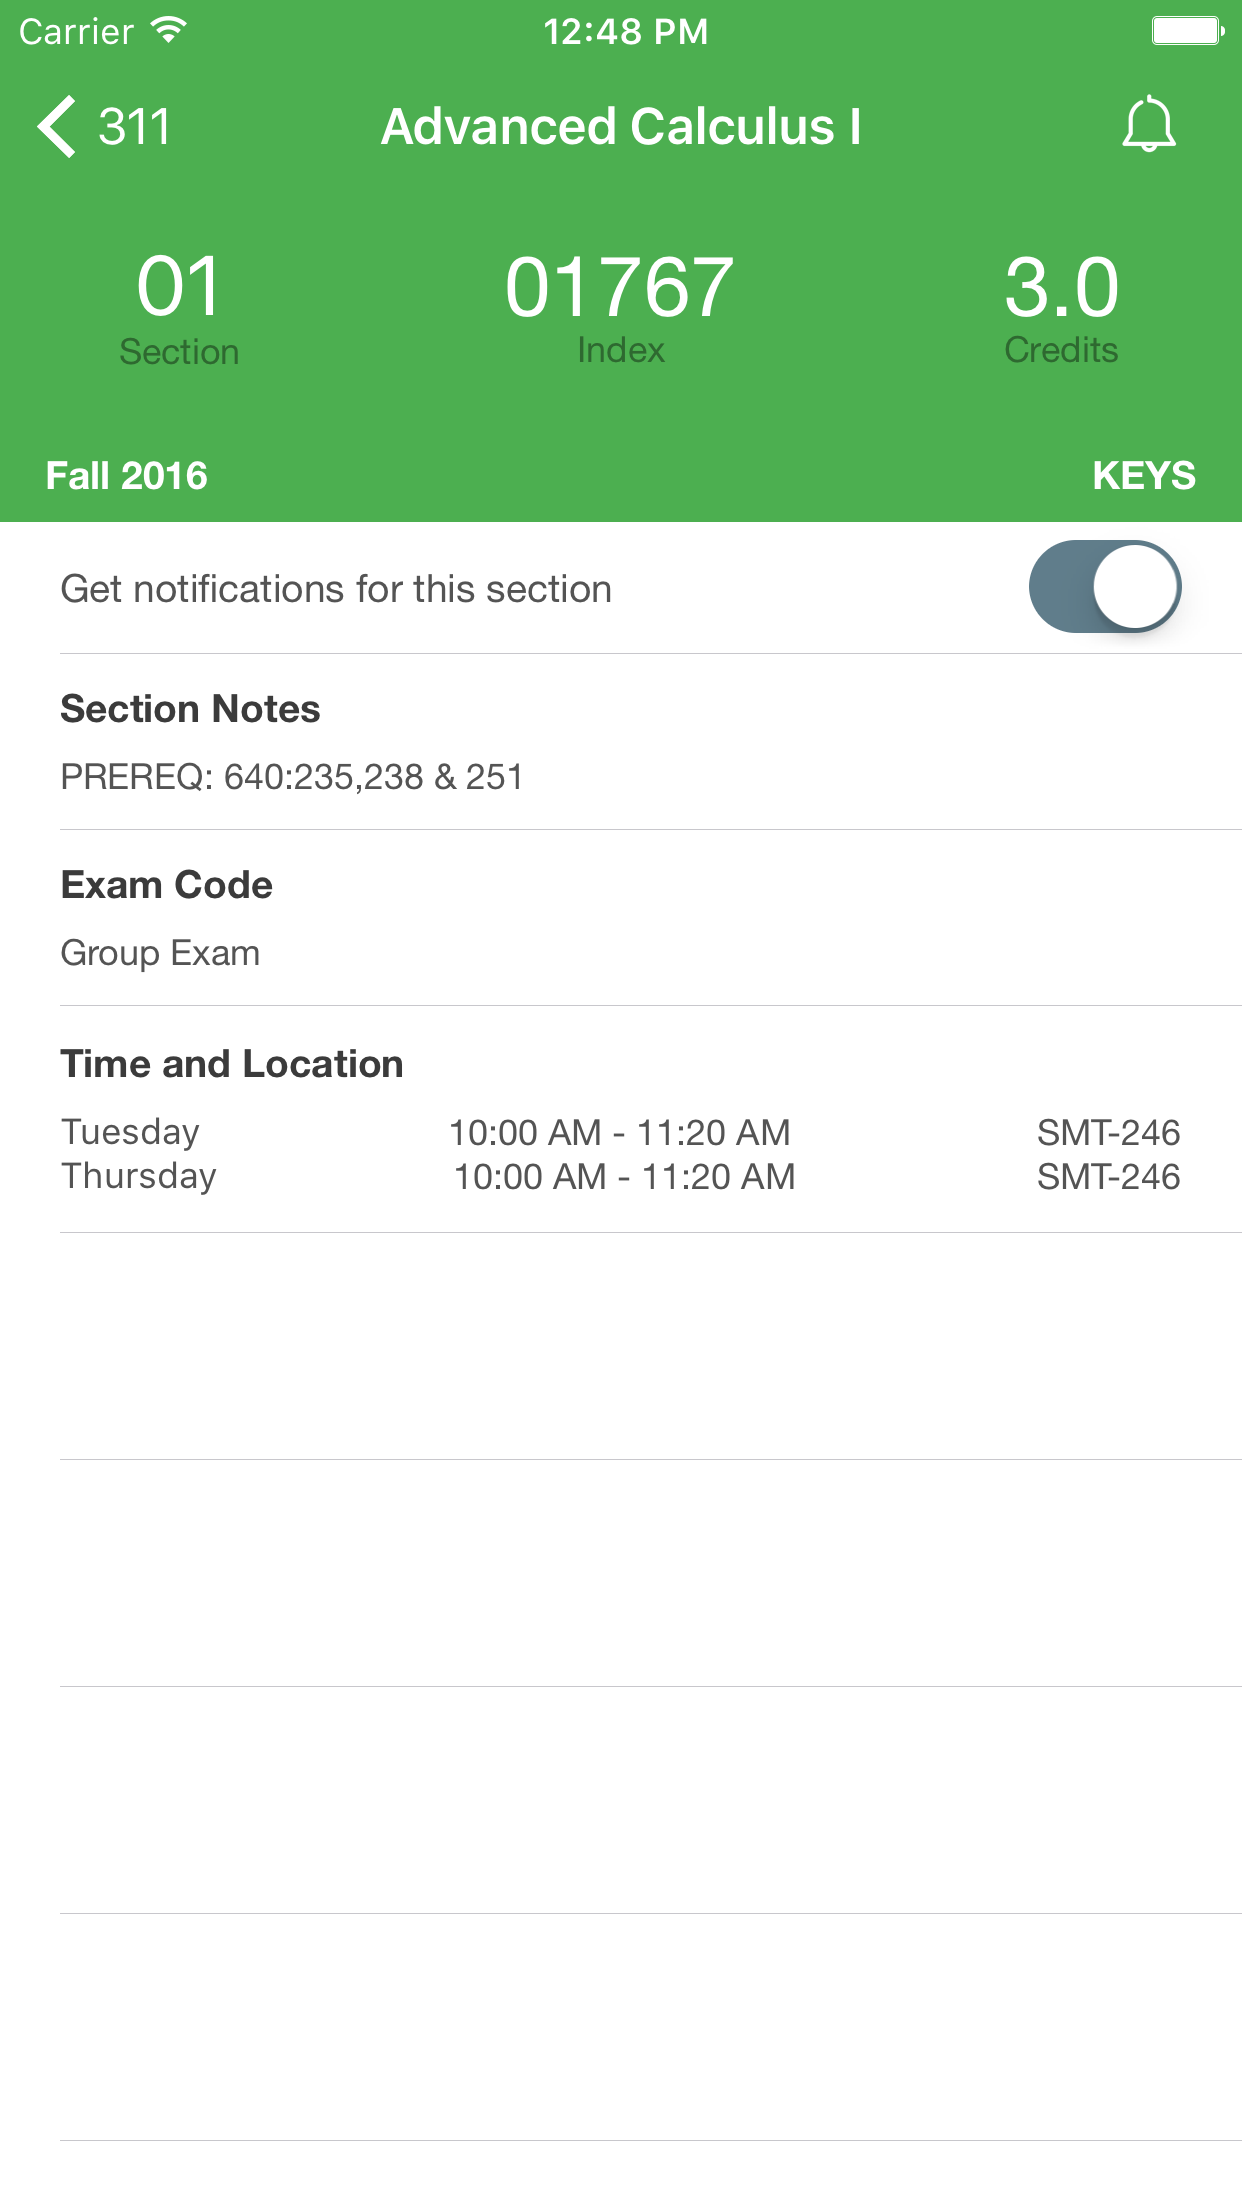 Carrier 12:48 PM
311 Advanced Calculus I
01 01767 3.0
Section Index Credits
Fall 2016 KEYS
Get notifications for this section
Section Notes
PREREQ: 640:235,238 & 251
Exam Code
Group Exam
Time and Location
Tuesday 10:00 AM - 11:20 AM SMT-246
Thursday 10:00 AM - 11:20 AM SMT-246